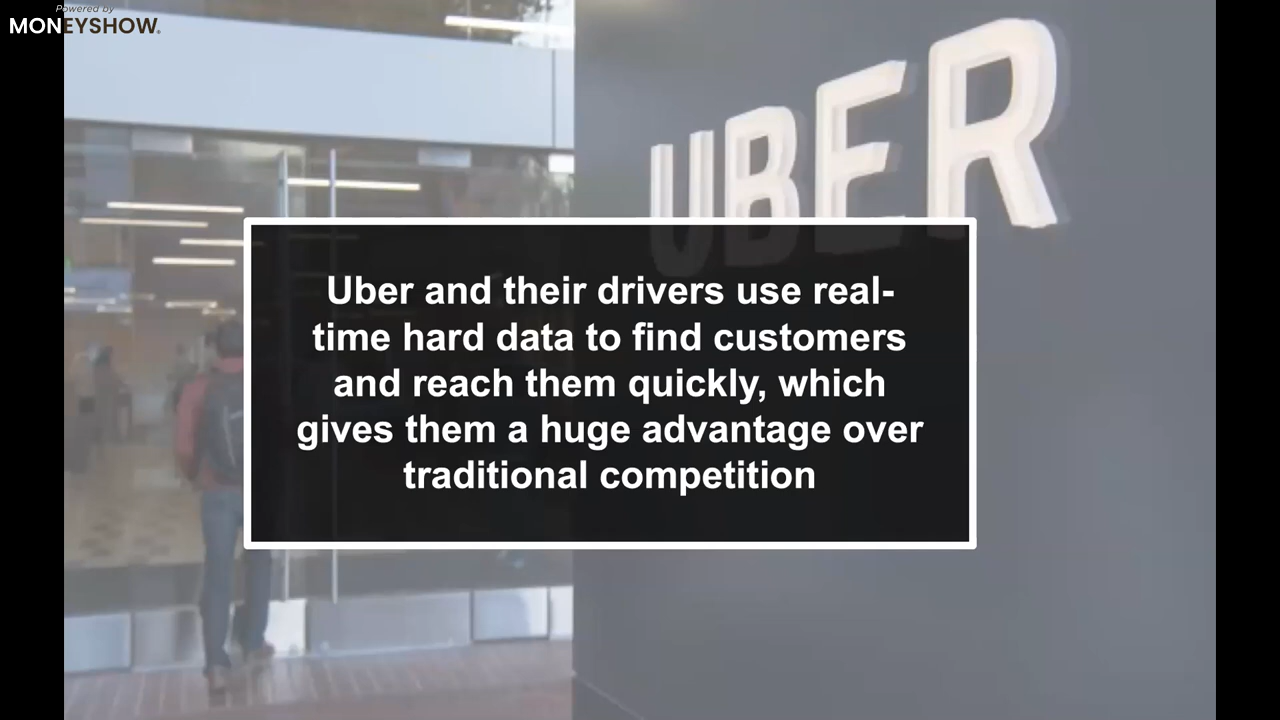 Powered by
MONEYSHOW.
UBER
Uber and their drivers use real-
time hard data to find customers
and reach them quickly, which
gives them a huge advantage over
traditional competition